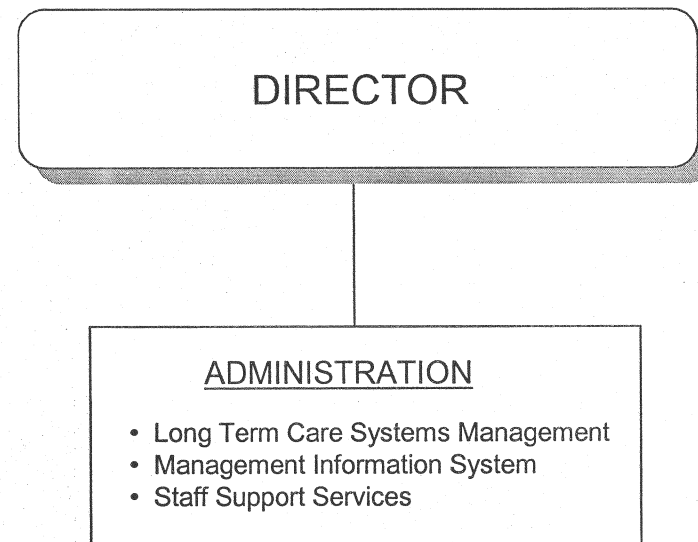 DIRECTOR
ADMINISTRATION
• Long Term Care Systems Management
• Management Information System
• Staff Support Services